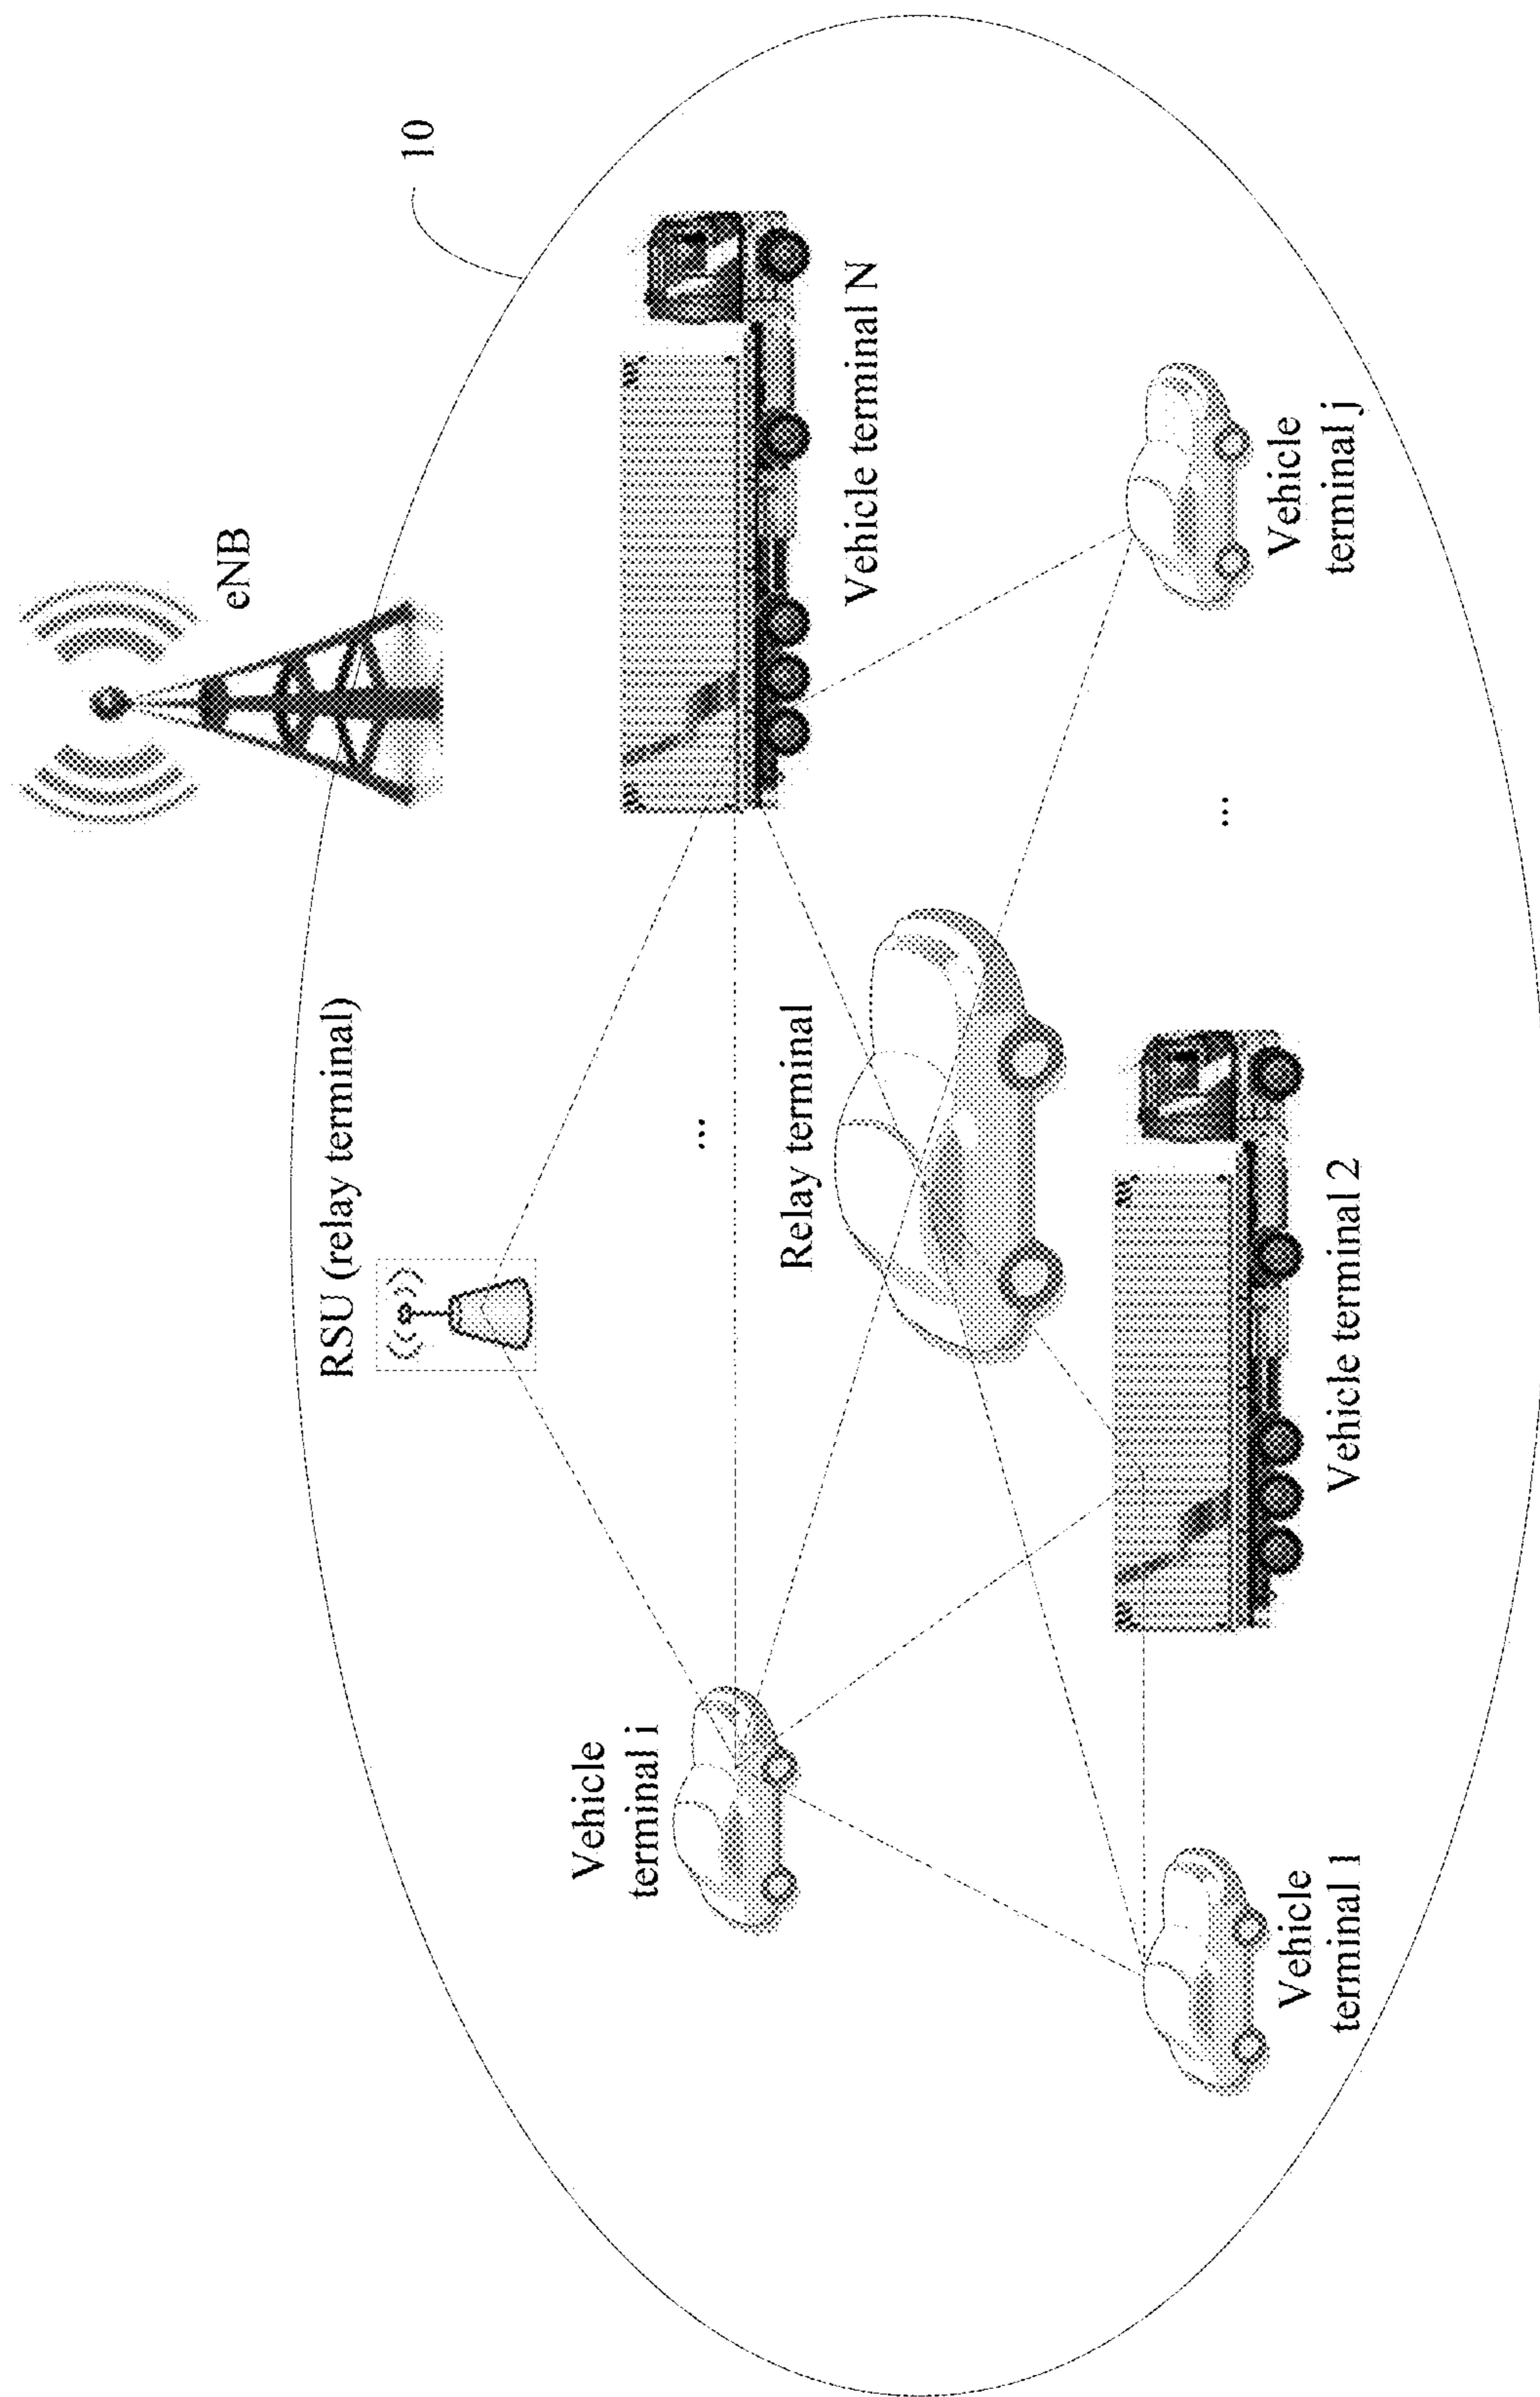 eNB
10
RSU (relay terminal)
Vehicle
terminal i
...
Vehicle terminal N
Relay terminal
Vehicle
terminal 1
Vehicle terminal 2
...
Vehicle
terminal j